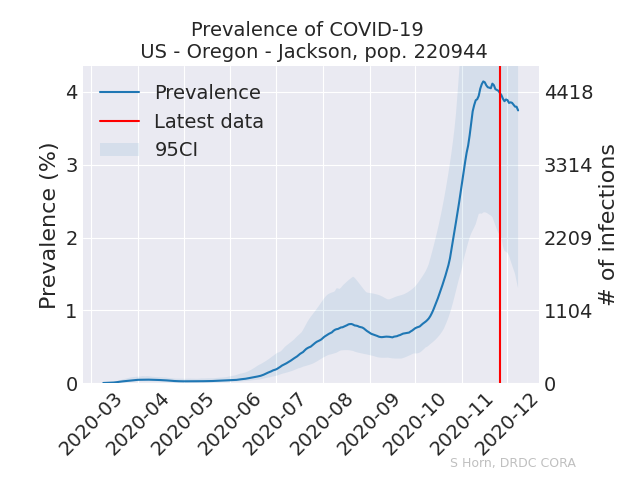 Prevalence of COVID-19
US - Oregon - Jackson, pop. 220944
Prevalence
Latest data
95CI
Prevalence (%)
4
3
2
1
0
4418
3314
2209
1104
0
# of infections
2020-03
2020-04
2020-05
2020-06
2020-07
2020-08
2020-09
2020-10
2020-11
2020-12
S Horn, DRDC CORA